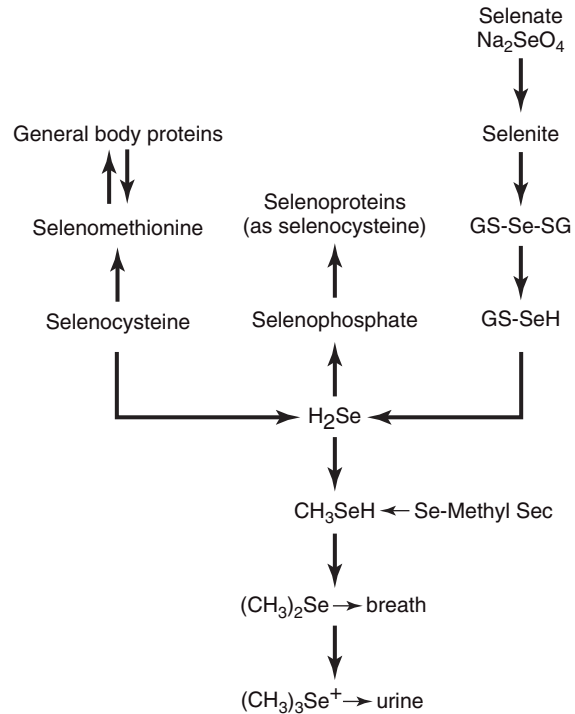 Selenate
Na₂SeO₄
General body proteins
Selenite
Selenoproteins
(as selenocysteine)
Selenomethionine
GS-Se-SG
Selenocysteine
Selenophosphate
GS-SeH
H₂Se
CH₃SeH
Se-Methyl Sec
(CH₃)₂Se
breath
(CH₃)₃Se⁺
urine